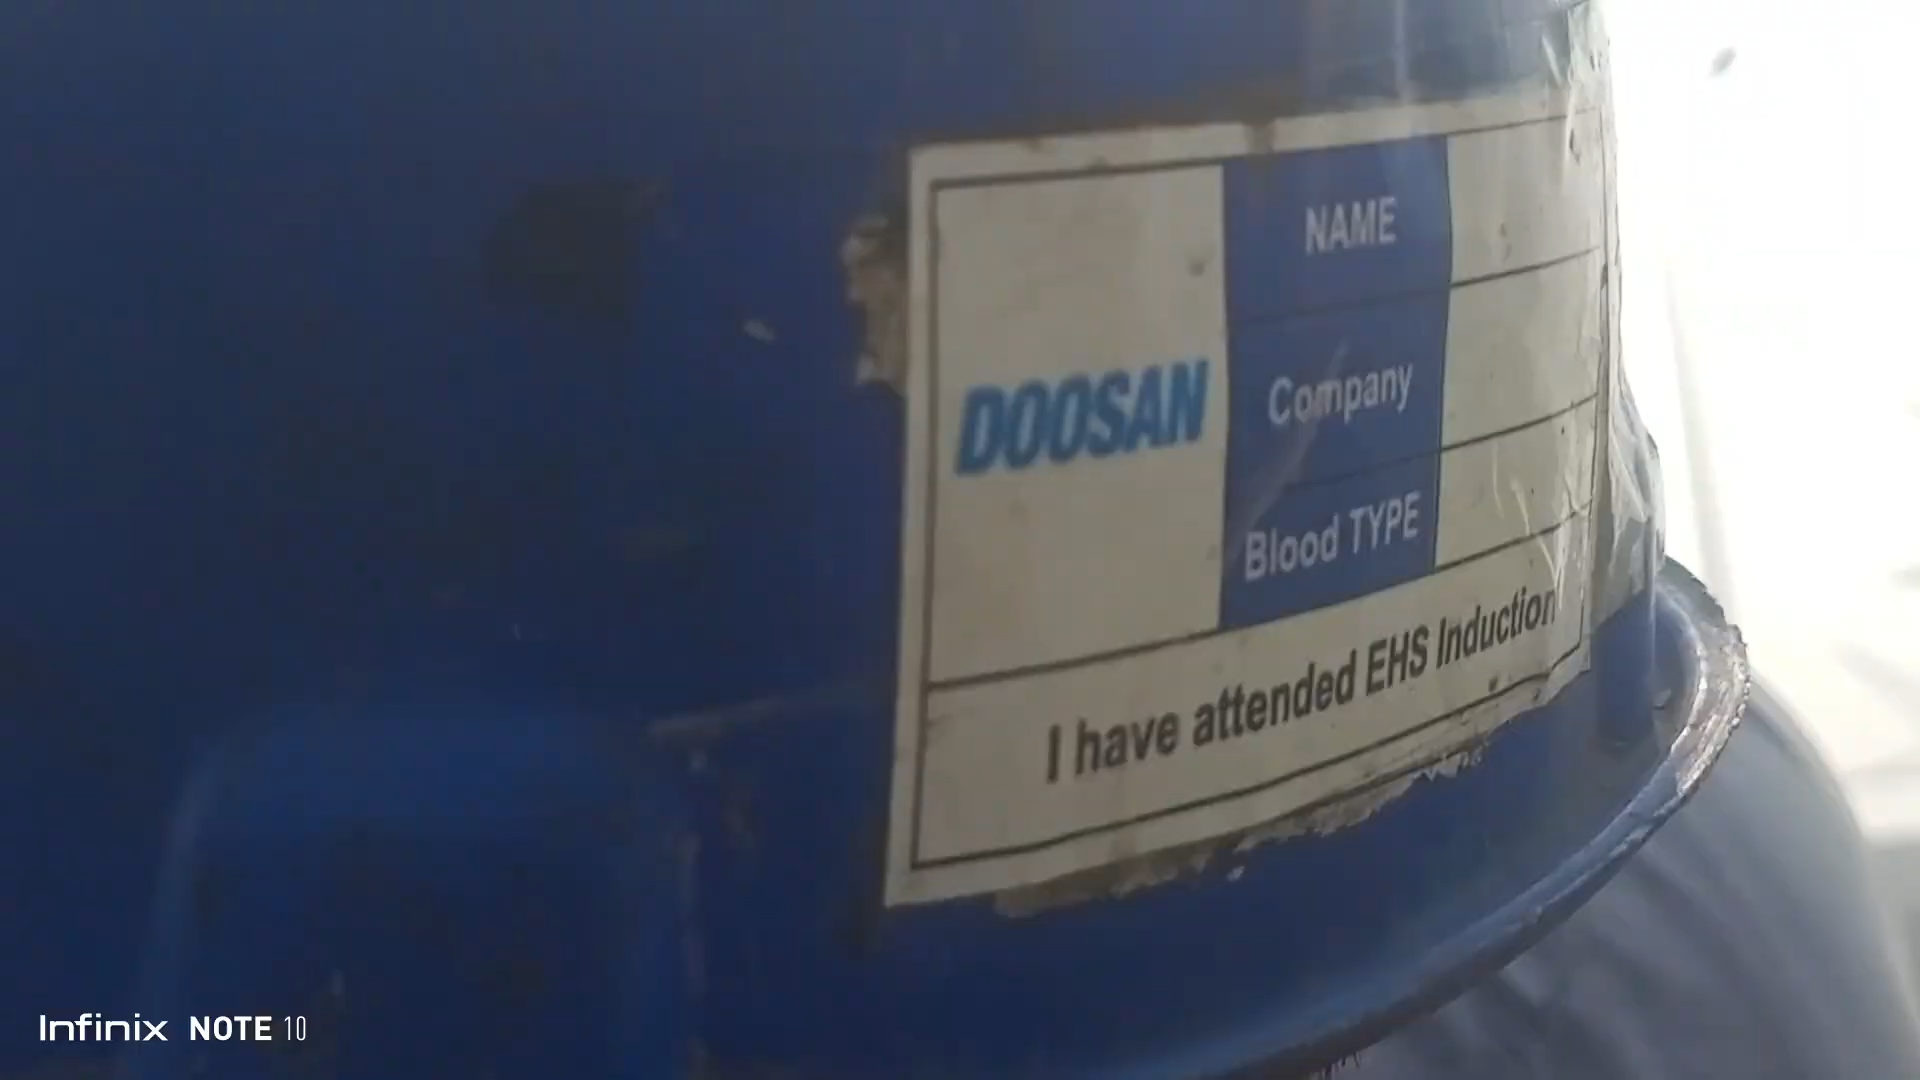 DOOSAN
NAME
Company
Blood TYPE
I have attended EHS Induction
Infinix NOTE 10